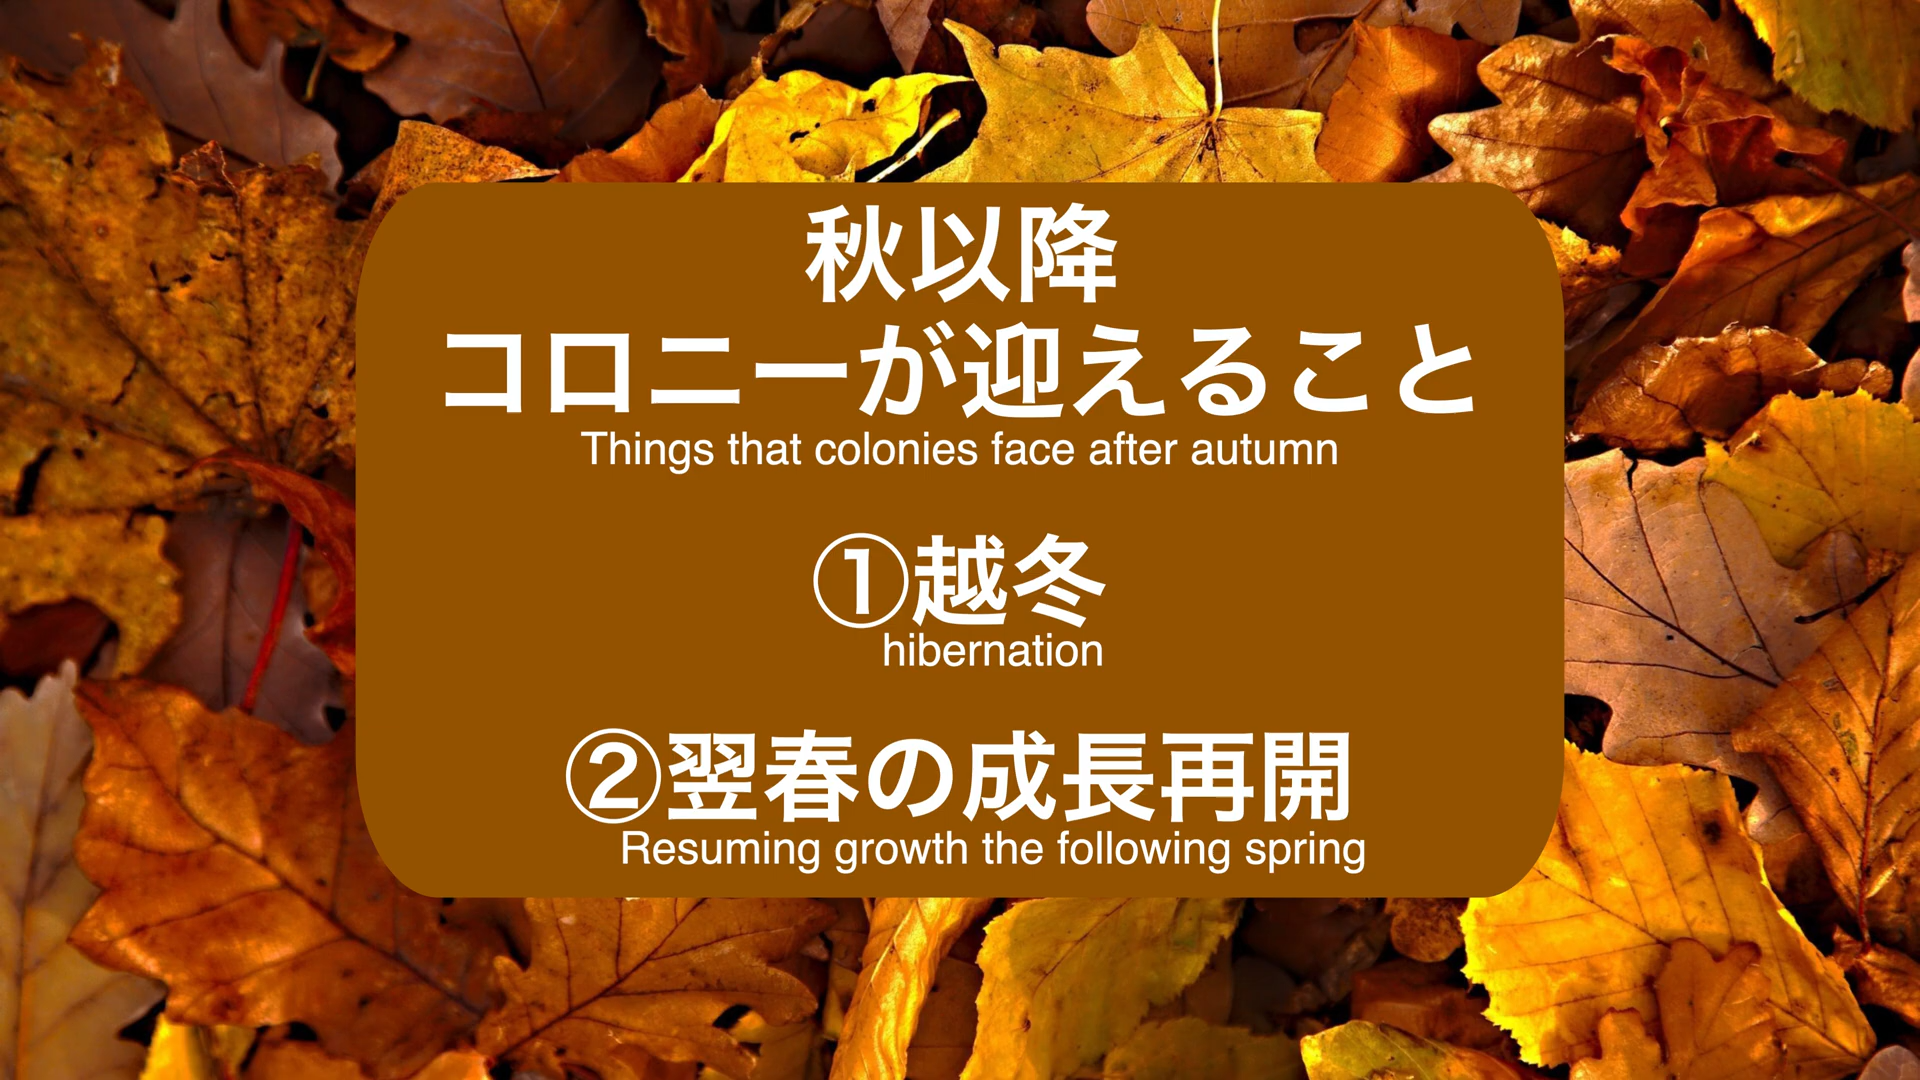 秋以降
コロニーが迎えること
Things that colonies face after autumn
①越冬
hibernation
②翌春の成長再開
Resuming growth the following spring